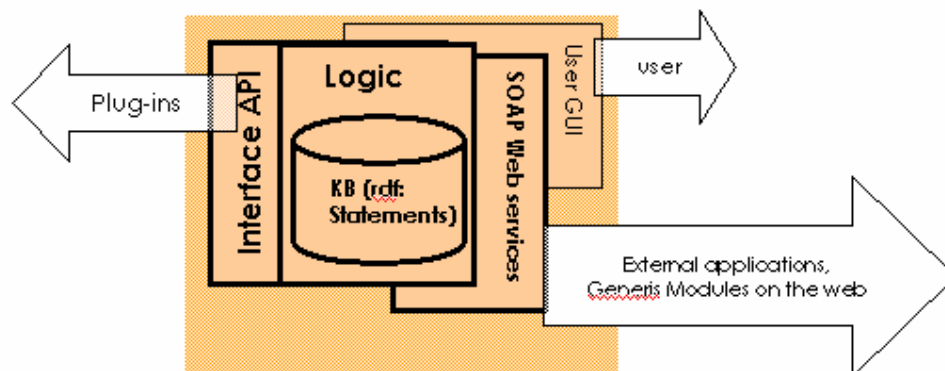 Plug-ins
Interface API
Logic
KB (rdf:
Statements)
SOAP Web services
User GUI
user
External applications,
Generis Modules on the web